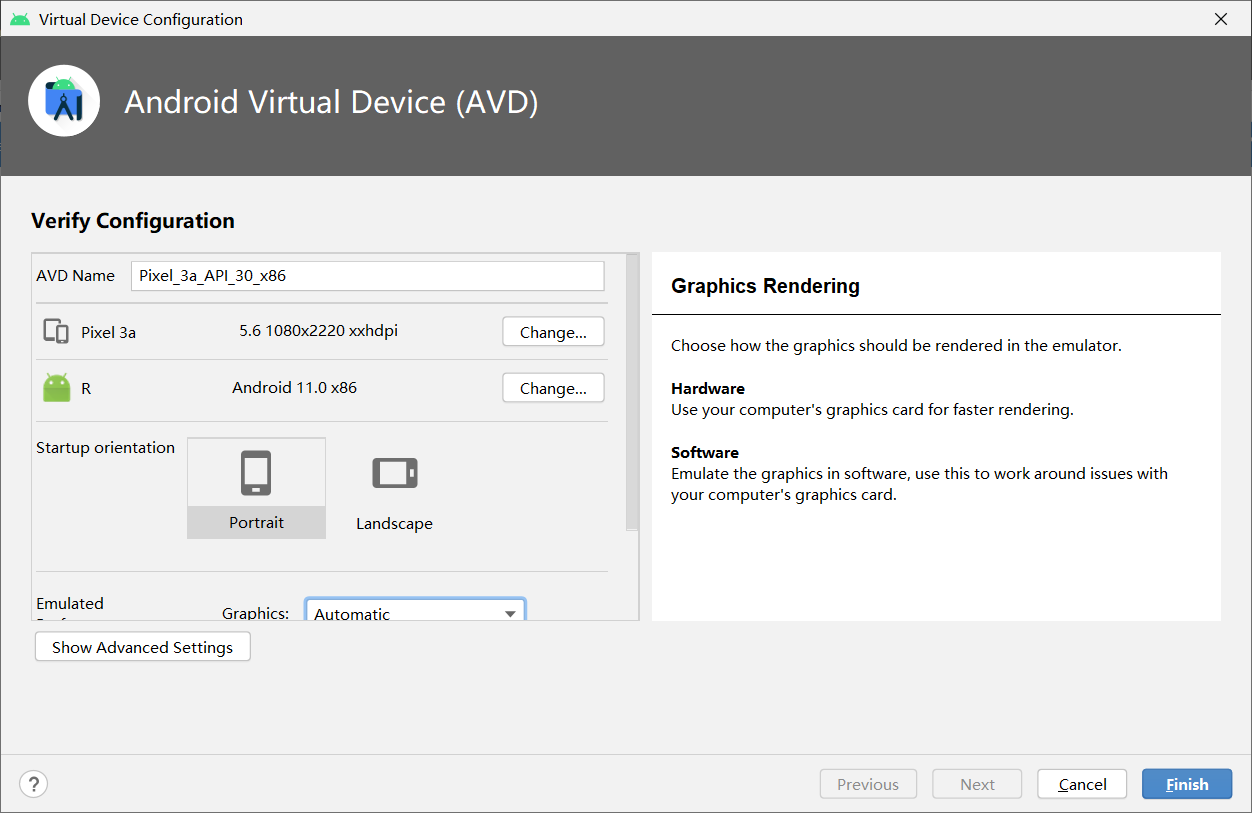 Virtual Device Configuration
Android Virtual Device (AVD)
Verify Configuration
AVD Name Pixel_3a_API_30_x86
Pixel 3a 5.6 1080x2220 xxhdpi Change...
R Android 11.0 x86 Change...
Startup orientation
Portrait Landscape
Emulated
Graphics: Automatic
Show Advanced Settings
Graphics Rendering
Choose how the graphics should be rendered in the emulator.
Hardware
Use your computer's graphics card for faster rendering.
Software
Emulate the graphics in software, use this to work around issues with
your computer's graphics card.
?
Previous Next Cancel Finish